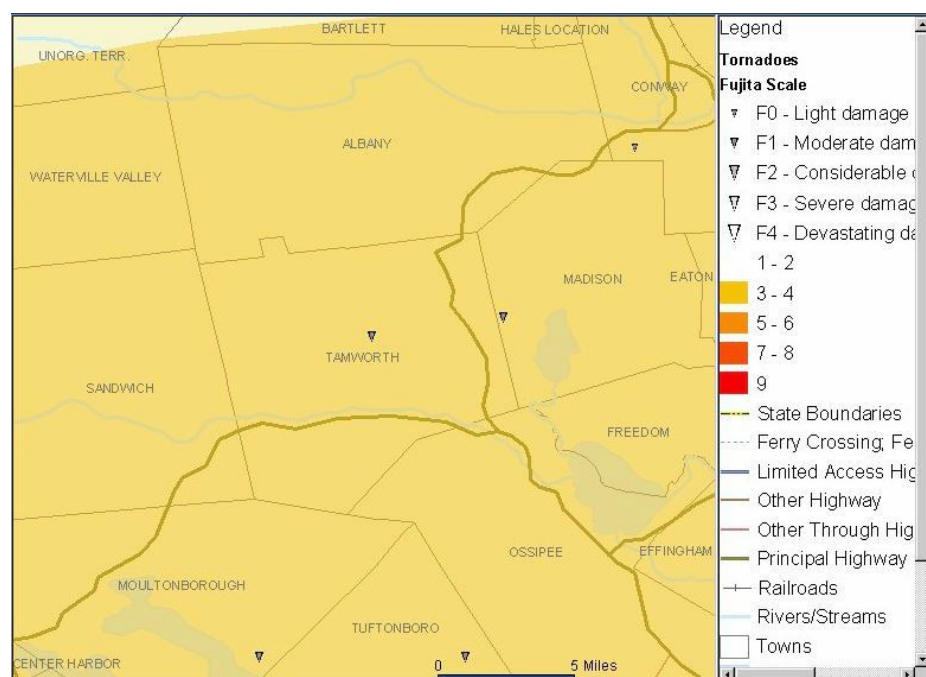 BARTLETT
HALES LOCATION
UNORG. TERR.
CONWAY
ALBANY
WATERVILLE VALLEY
MADISON
EATON
TAMWORTH
SANDWICH
FREEDOM
OSSIPEE
EFFINGHAM
MOULTONBOROUGH
TUFTONBORO
CENTER HARBOR
0 5 Miles
Legend
Tornadoes
Fujita Scale
F0 - Light damage
F1 - Moderate dam
F2 - Considerable
F3 - Severe damag
F4 - Devastating da
1 - 2
3 - 4
5 - 6
7 - 8
9
State Boundaries
Ferry Crossing; Fe
Limited Access Hig
Other Highway
Other Through Hig
Principal Highway
Railroads
Rivers/Streams
Towns